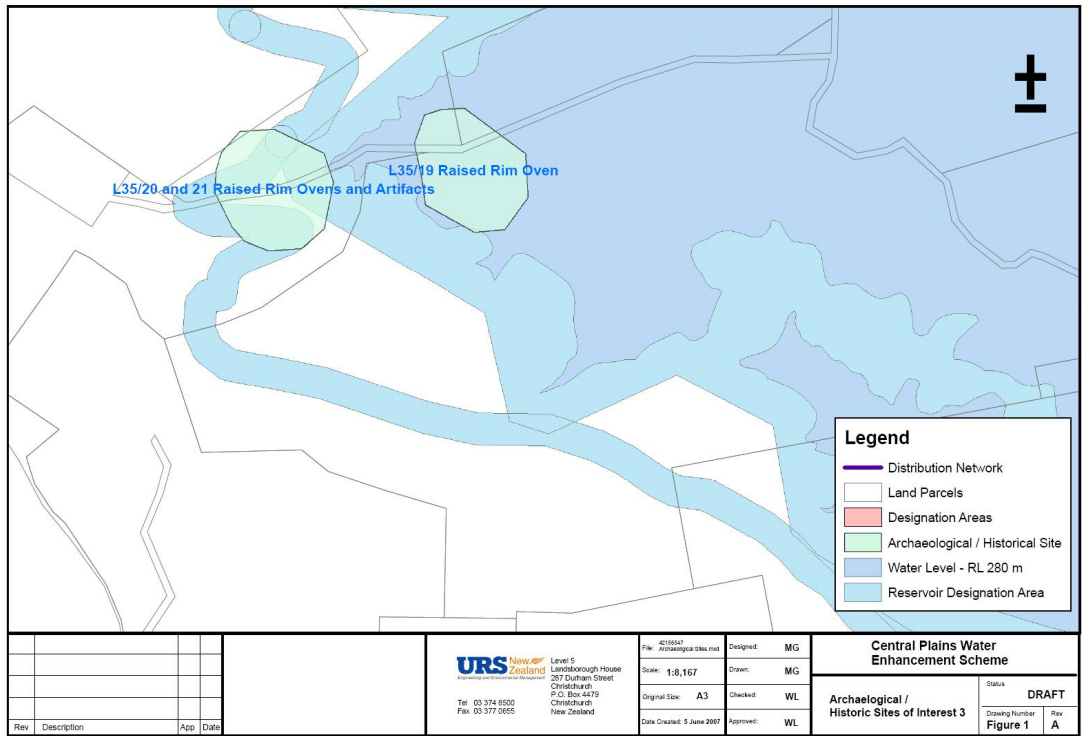 L35/19 Raised Rim Oven
L35/20 and 21 Raised Rim Ovens and Artifacts
Legend
Distribution Network
Land Parcels
Designation Areas
Archaeological / Historical Site
Water Level - RL 280 m
Reservoir Designation Area
Rev Description App Date
URS New Zealand
Engineering and Environmental Management
Tel 03 374 8500
Fax 03 377 0655
Level 5
Landsborough House
287 Durham Street
Christchurch
P.O. Box 4479
Christchurch
New Zealand
File: Archaeological Sites.mxd
Scale: 1:8,167
Original Size: A3
Date Created: 5 June 2007
Designed: MG
Drawn: MG
Checked: WL
Approved: WL
Central Plains Water
Enhancement Scheme
Archaelogical /
Historic Sites of Interest 3
Status
DRAFT
Drawing Number
Figure 1
Rev
A